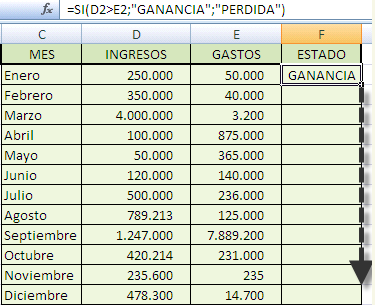 fx =SI(D2>E2;"GANANCIA";"PERDIDA")
C D E F
MES INGRESOS GASTOS ESTADO
Enero 250.000 50.000 GANANCIA
Febrero 350.000 40.000
Marzo 4.000.000 3.200
Abril 100.000 875.000
Mayo 50.000 365.000
Junio 120.000 140.000
Julio 500.000 236.000
Agosto 789.213 125.000
Septiembre 1.247.000 7.889.200
Octubre 420.214 231.000
Noviembre 235.600 235
Diciembre 478.300 14.700